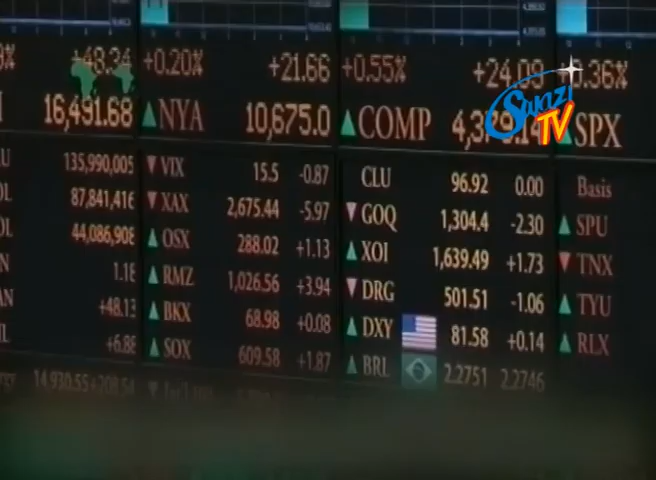 +48.34 +0.20% +21.66 +0.55% +24.09 +0.36%
16,491.68 NYA 10,675.0 COMP SPX
Sanzi TV
135,990,005 VIX 15.5 -0.87 CLU 96.92 0.00 Basis
87,841,416 XAX 2,675.44 -5.97 GOQ 1,304.4 -2.30 SPU
44,086,908 OSX 288.02 +1.13 XOI 1,639.49 +1.73 TNX
1.18 RMZ 1,026.56 +3.94 DRG 501.51 -1.06 TYU
+48.13 BKX 68.98 +0.08 DXY 81.58 +0.14 RLX
+6.88 SOX 609.58 +1.87 BRL 2.2751 2.2746
14,930.55